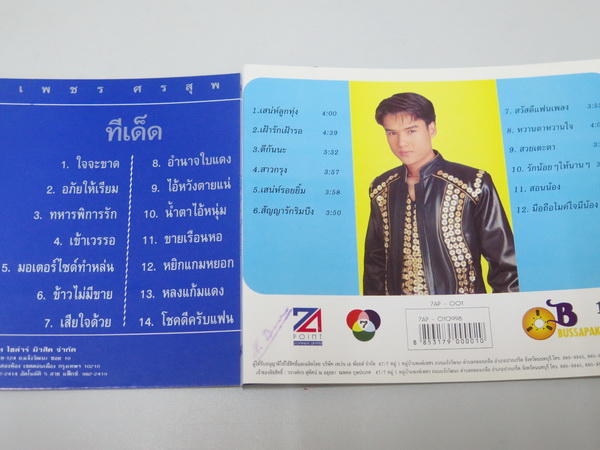 เพชร ศรสุพ
ทีเด็ด
1. ใจจะขาด
2. อภัยให้เรียม
3. ทหารพิการรัก
4. เข้าเวรรอ
5. มอเตอร์ไซด์ทำหล่น
6. ข้าวไม่มีขาย
7. เสียใจด้วย
8. อำนาจใบแดง
9. ไอ้หวังตายแน่
10. น้ำตาไอ้หนุ่ม
11. ขายเรือนหอ
12. หยิกแกมหยอก
13. หลงแก้มแดง
14. โชคดีครับแฟน
1.เสน่ห์ลูกทุ่ง 4:00
2.เฝ้ารักเฝ้ารอ 4:39
3.ดีกันนะ 3:32
4.สาวกรุง 3:57
5.เสน่ห์รอยยิ้ม 3:58
6.สัญญารักริมบึง 3:50
7. สวัสดีแฟนเพลง
8. หวานตาหวานใจ
9. สวยเตะตา
10. รักน้อยๆให้นานๆ
11. สอนน้อง
12. มือถือไมค์ใจมีน้อง
7AP - 001
7AP - 010998
8 853179 000010
POINT
7
B
BUSSAPAK